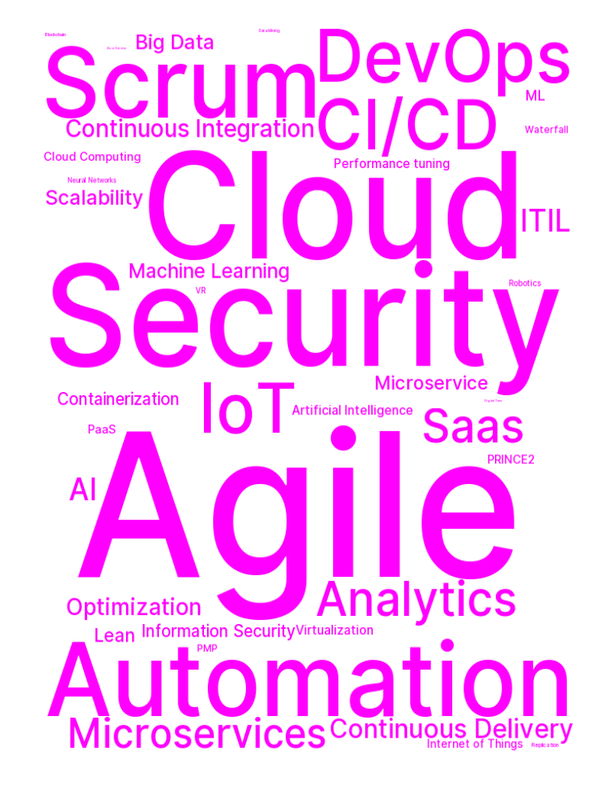 Blockchain
Data Mining
DevOps
Big Data
Scrum
ML
CI/CD
Continuous Integration
Waterfall
Cloud Computing
Performance tuning
Cloud
Neural Networks
Scalability
ITIL
Machine Learning
Security
VR
Robotics
Microservice
IoT
Containerization
Artificial Intelligence
Saas
PaaS
PRINCE2
Agile
AI
Analytics
Optimization
Lean
Information Security
Virtualization
PMP
Automation
Microservices
Continuous Delivery
Internet of Things
Replication